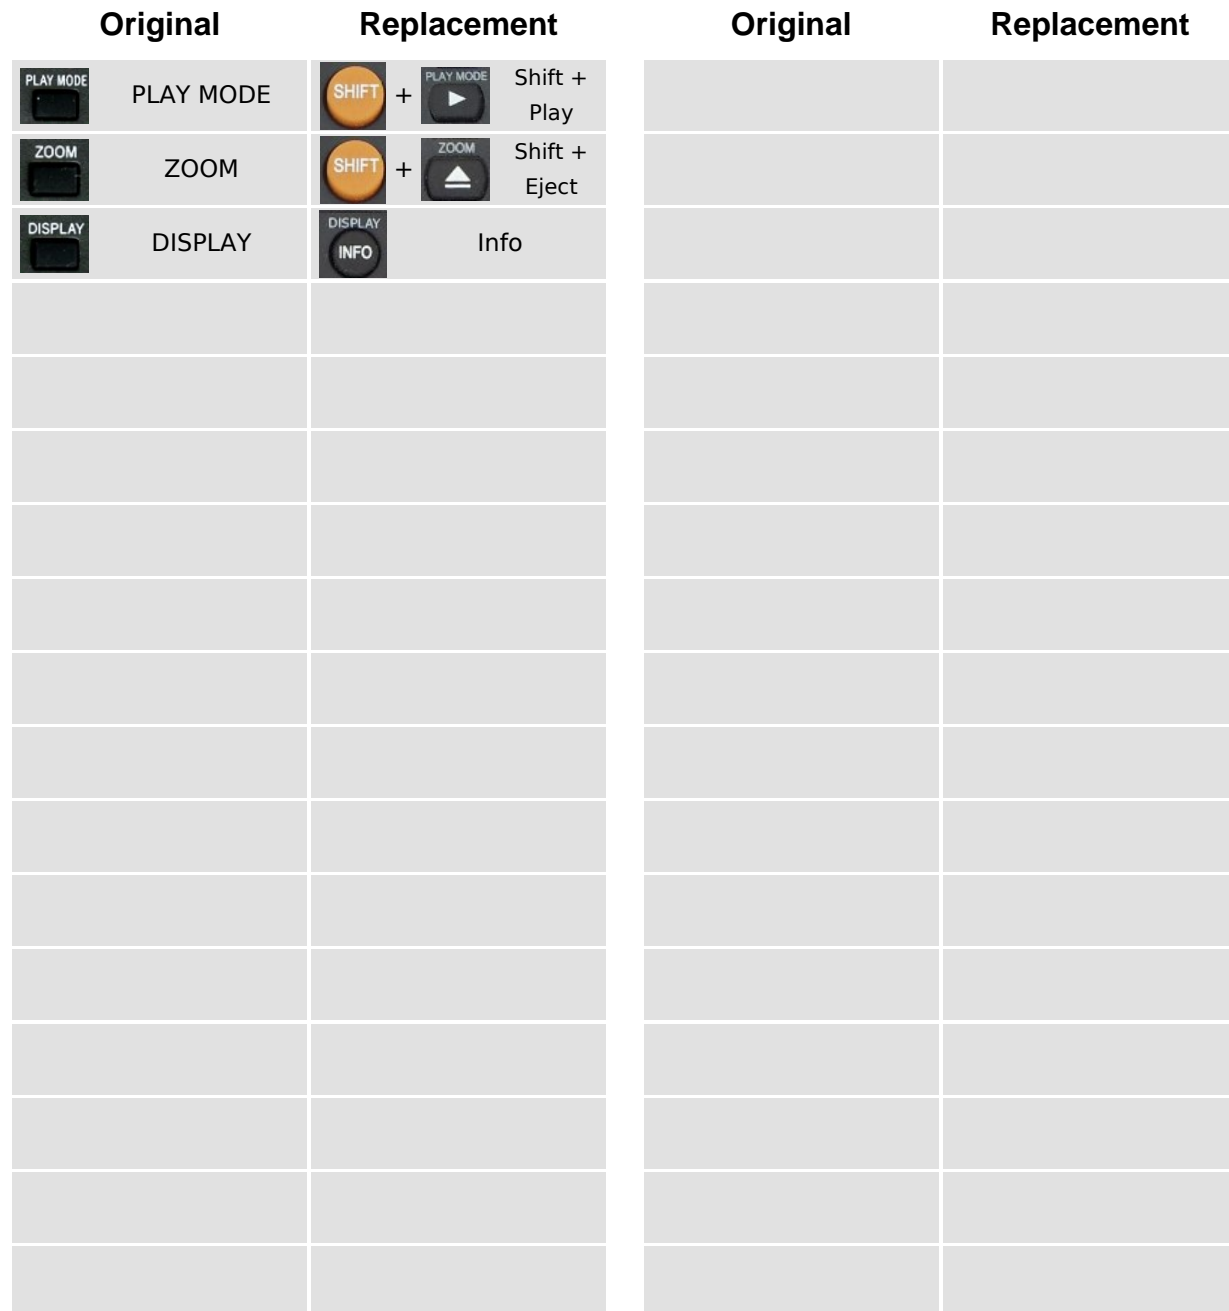 Original Replacement Original Replacement
PLAY MODE PLAY MODE SHIFT + PLAY MODE Shift +
Play
ZOOM ZOOM SHIFT + ZOOM Shift +
Eject
DISPLAY DISPLAY DISPLAY INFO Info